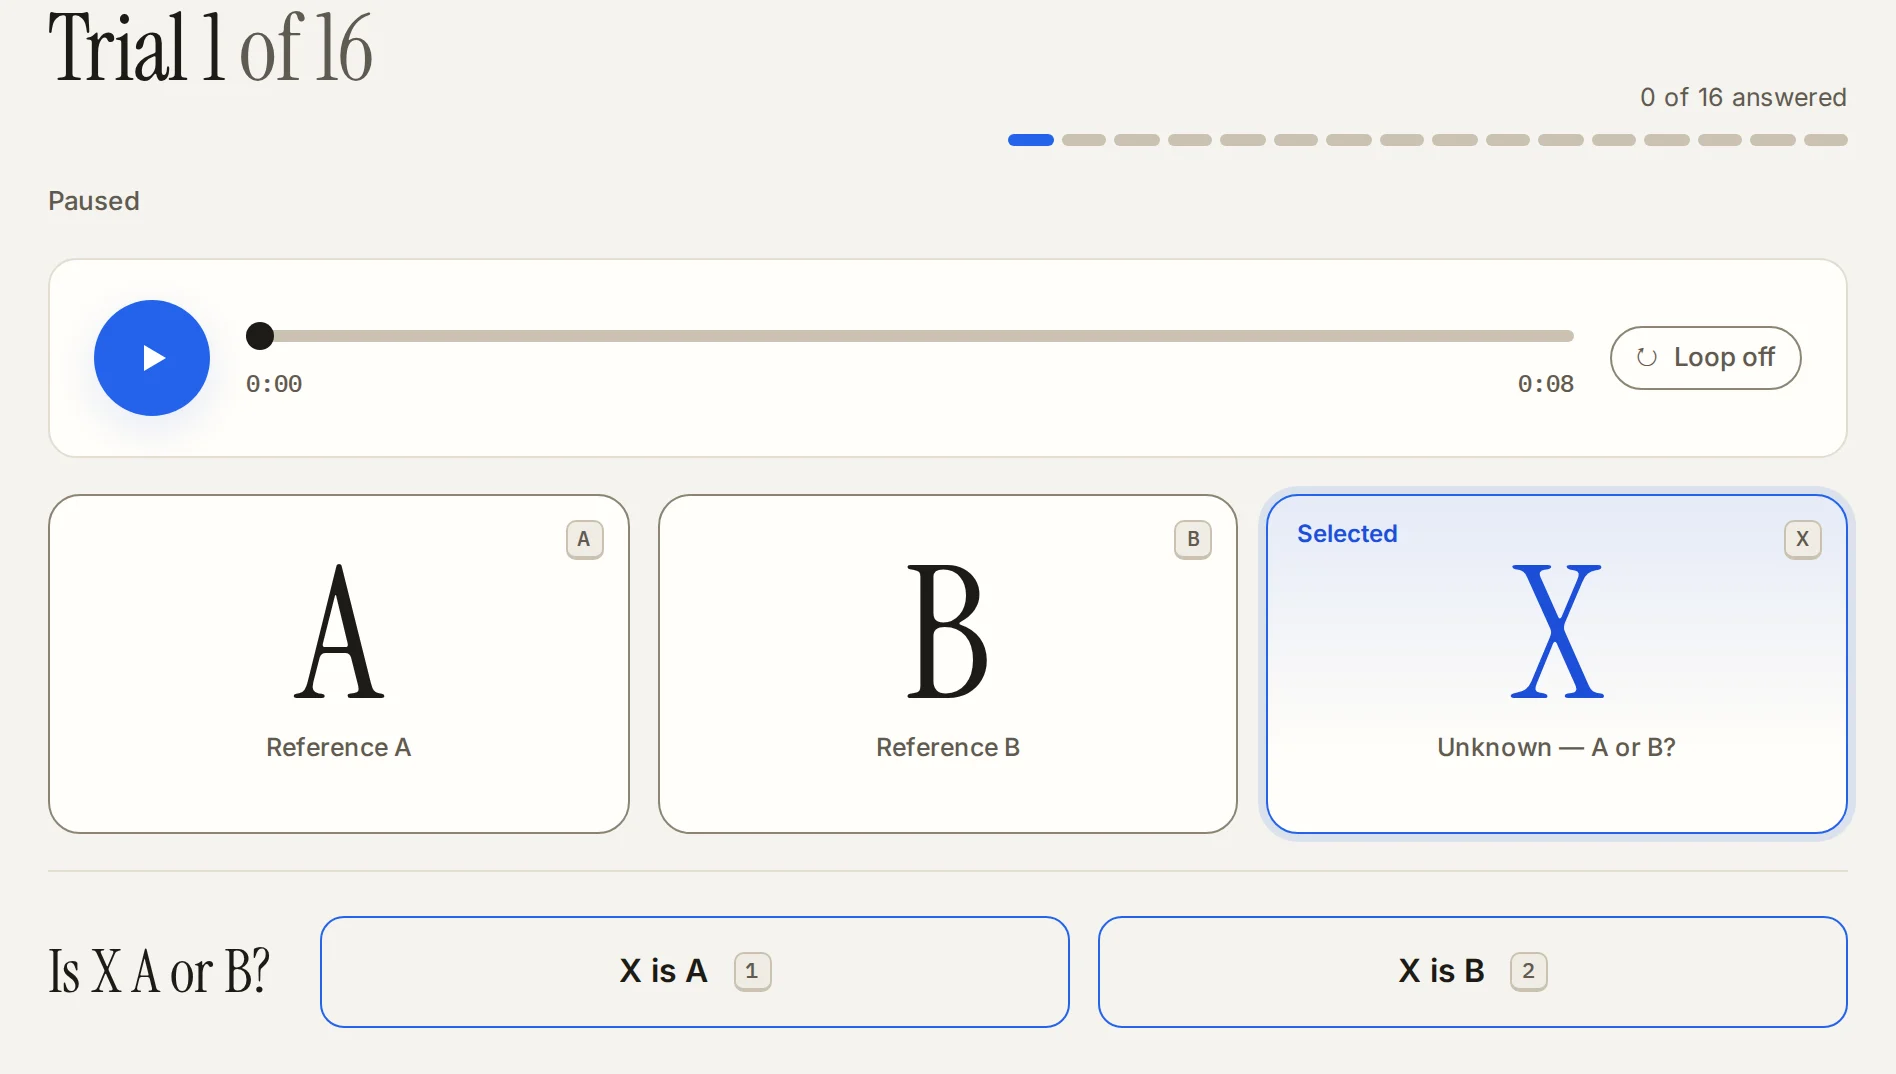 Trial 1 of 16
0 of 16 answered
Paused
0:00
0:08
Loop off
A
A
Reference A
B
B
Reference B
Selected
X
X
Unknown — A or B?
Is X A or B?
X is A 1
X is B 2